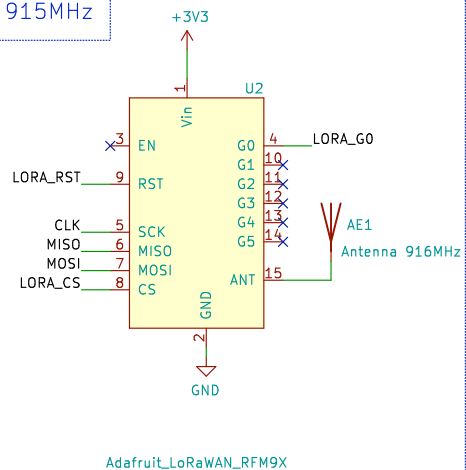 915MHz
+3V3
1
U2
Vin
3 EN
G0 4 LORA_G0
G1 10
LORA_RST 9 RST
G2 11
G3 12
G4 13
AE1
CLK 5 SCK
G5 14
MISO 6 MISO
Antenna 916MHz
MOSI 7 MOSI
ANT 15
LORA_CS 8 CS
GND
2
GND
Adafruit_LoRaWAN_RFM9X